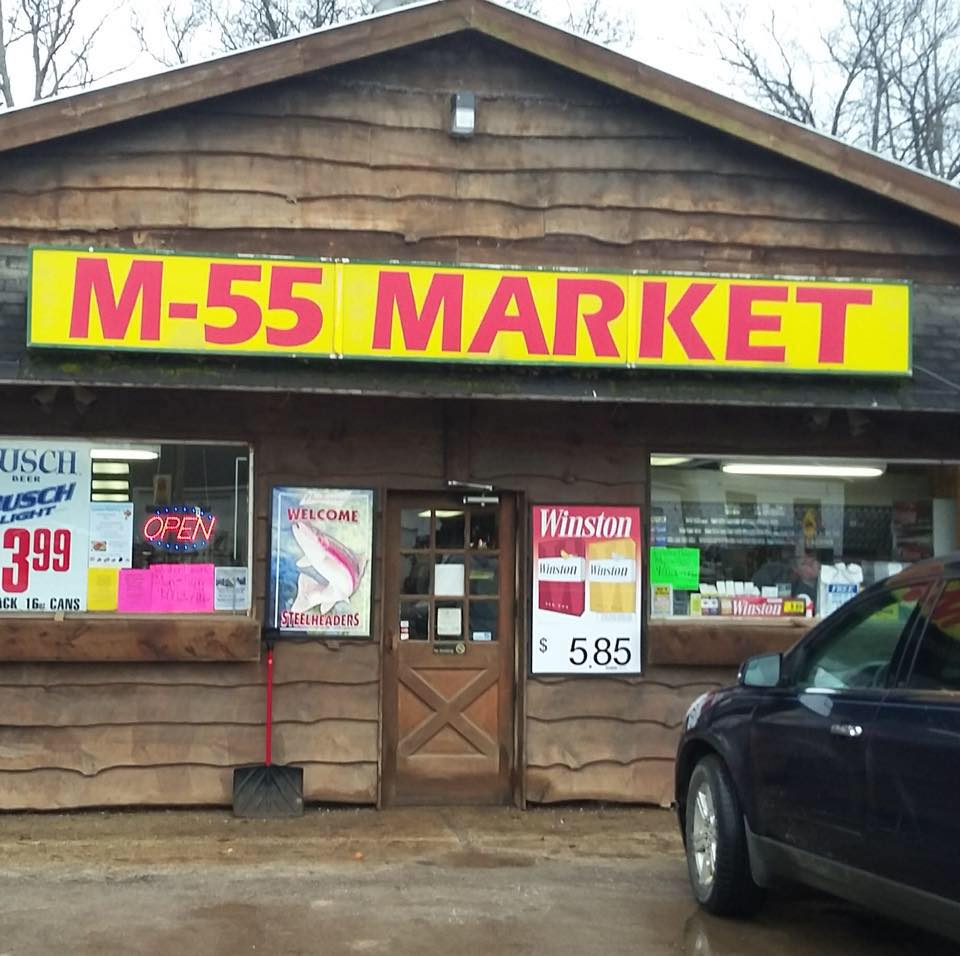 M-55 MARKET
USCH
BEER
BUSCH
LIGHT
3 99
ACK 16oz CANS
OPEN
WELCOME
STEELHEADERS
Winston
Winston Winston
$ 5.85
Winston
FREE